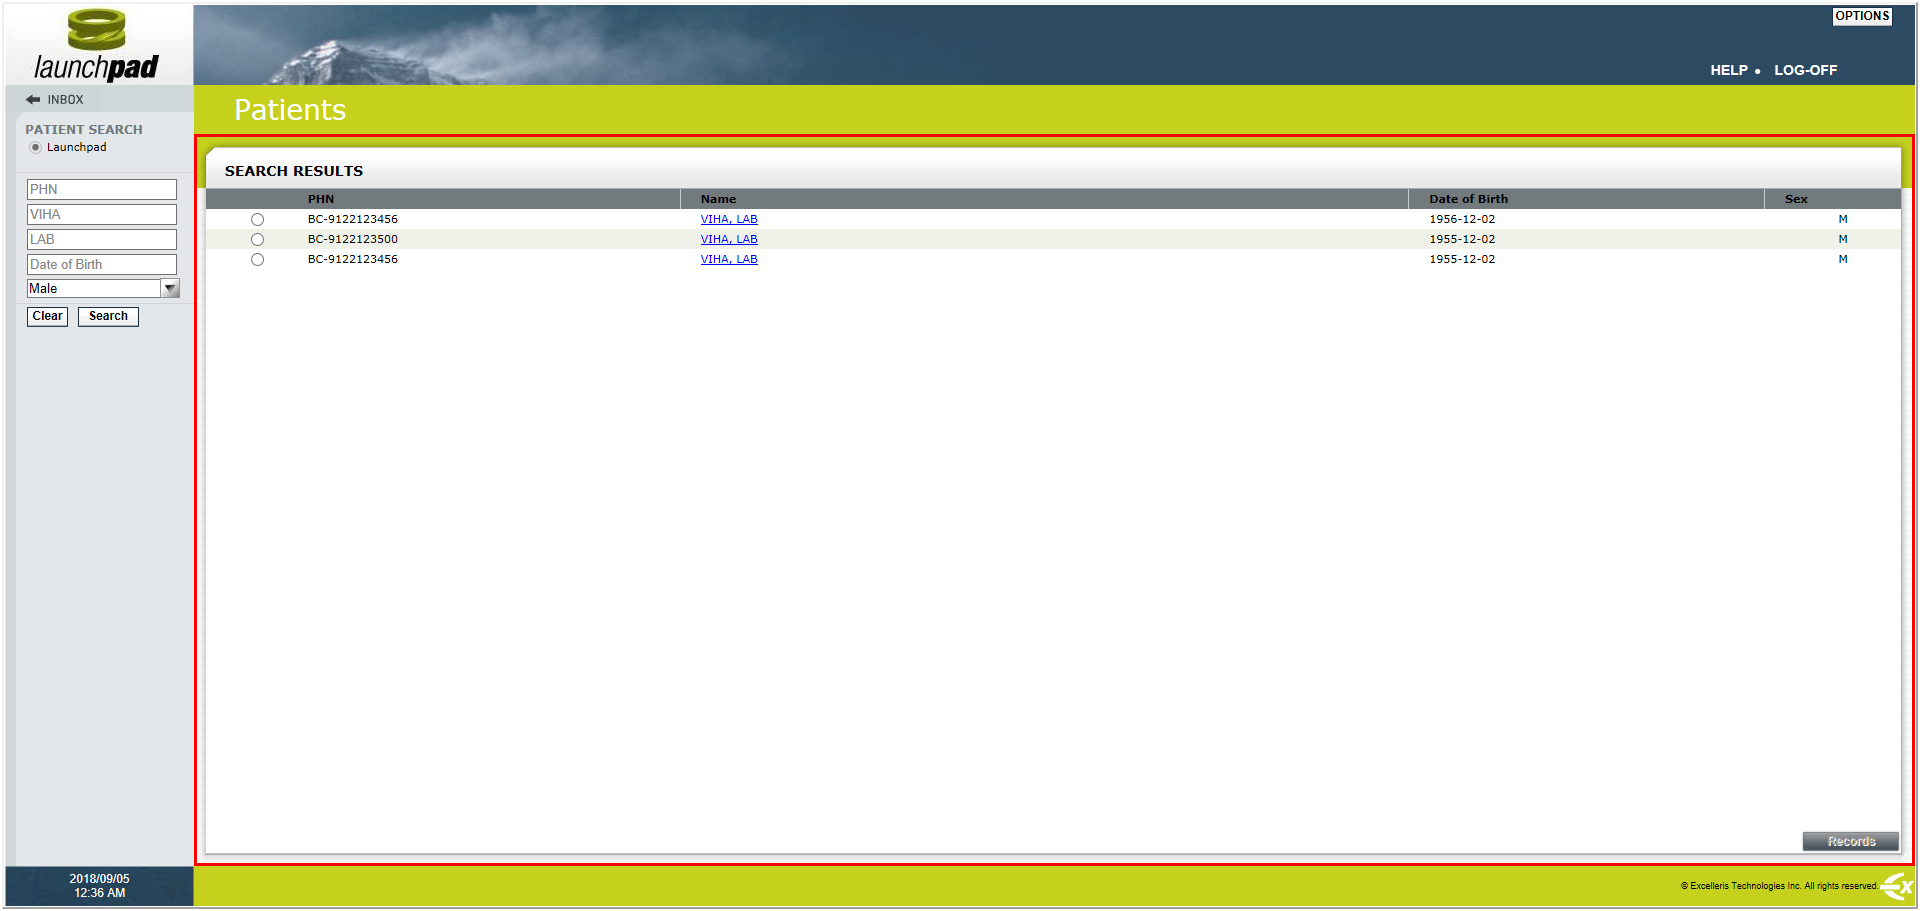 launchpad
OPTIONS
HELP • LOG-OFF
INBOX
PATIENT SEARCH
Launchpad
PHN
VIHA
LAB
Date of Birth
Male
Clear Search
Patients
SEARCH RESULTS
PHN Name Date of Birth Sex
BC-9122123456 VIHA, LAB 1956-12-02 M
BC-9122123500 VIHA, LAB 1955-12-02 M
BC-9122123456 VIHA, LAB 1955-12-02 M
Records
2018/09/05
12:36 AM
© Excelleris Technologies Inc. All rights reserved.